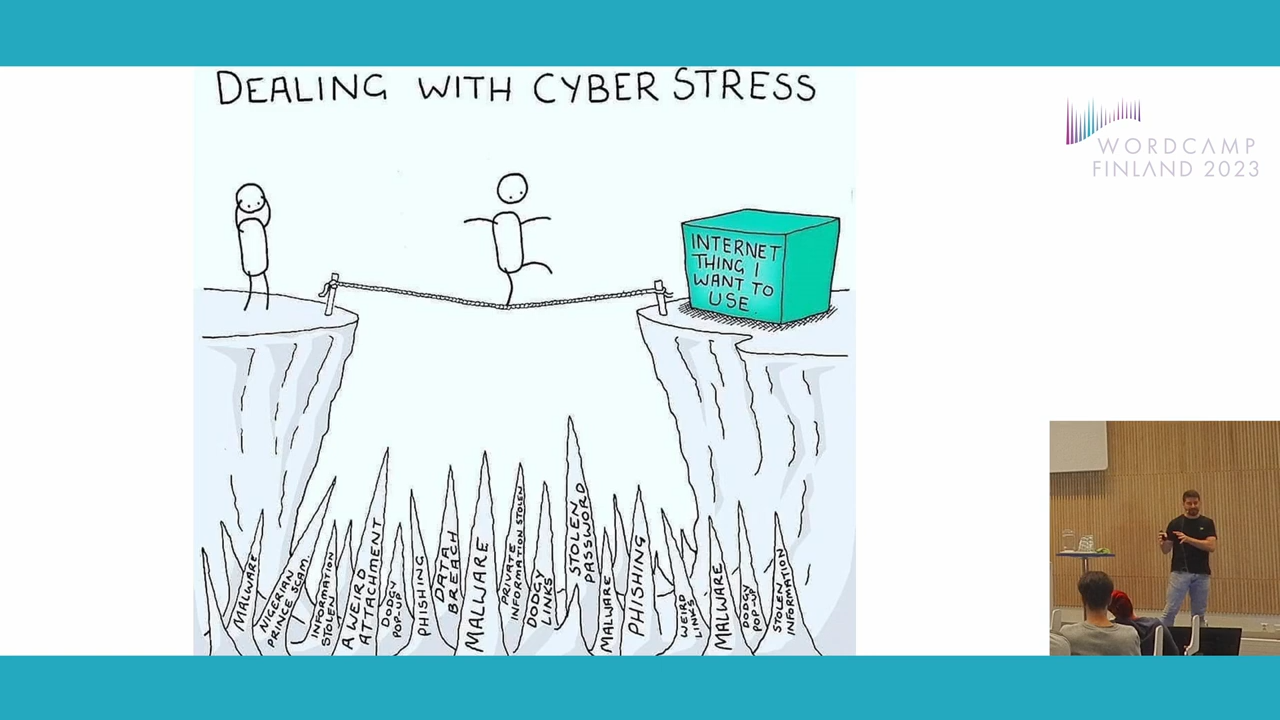 DEALING WITH CYBER STRESS
WORDCAMP
FINLAND 2023
INTERNET
THING I
WANT TO
USE.
MALWARE
NIGERIAN
PRINCE SCAM.
INFORMATION
STOLEN
A WEIRD
ATTACHMENT
DODGY
POP-UP
PHISHING
DATA
BREACH
MALWARE
PRIVATE
INFORMATION STOLEN
DODGY
LINKS
STOLEN
PASSWORD
MALWARE
PHISHING
WEIRD
LINKS
MALWARE
DODGY
POP-UP
STOLEN
INFORMATION